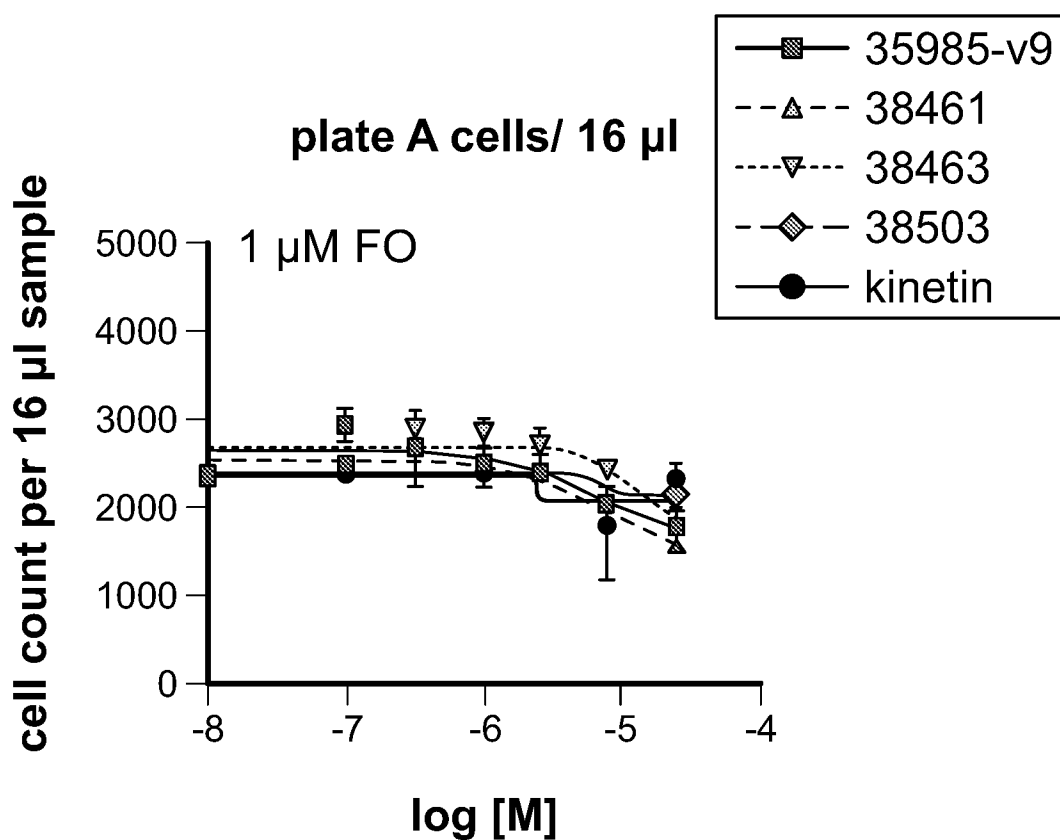 35985-v9
38461
38463
38503
kinetin
plate A cells/ 16 µl
1 µM FO
cell count per 16 µl sample
5000
4000
3000
2000
1000
0
-8 -7 -6 -5 -4
log [M]